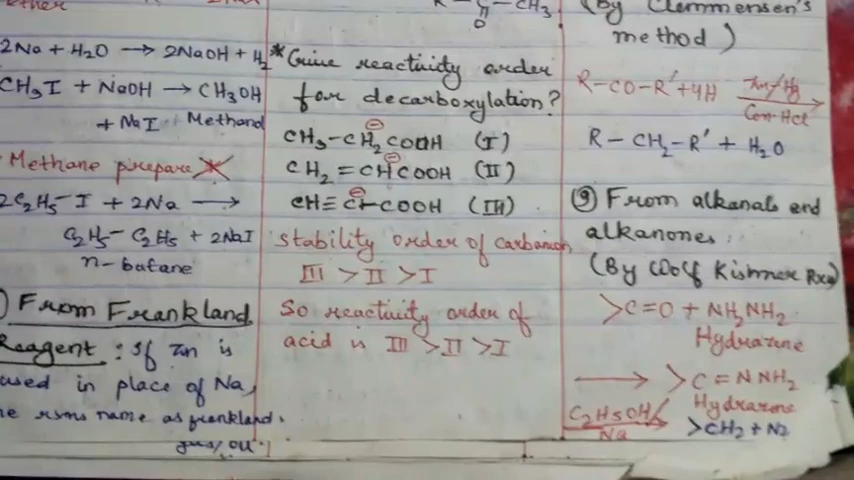 ether
2Na + H2O → 2NaOH + H2
CH3I + NaOH → CH3OH
+ NaI Methanol
Methane prepare
2C2H5-I + 2Na →
C2H5-C2H5 + 2NaI
n-butane
) From Frankland
Reagent: If Zn is
used in place of Na,
name as frankland.
R-C-CH3
O
* Give reactivity order
for decarboxylation?
CH3-CH2COOH (I)
CH2=CHCOOH (II)
CH≡C-COOH (III)
stability order of carbanion
III > II > I
So reactivity order of
acid is III > II > I
(By Clemmensen's
method)
R-CO-R' + 4H Zn/Hg
Con-HCl
R-CH2-R' + H2O
(9) From alkanals and
alkanones:
(By Woolf Kishner Rxn)
>C=O + NH2NH2
Hydrazine
→ >C=NNH2
Hydrazone
C2H5OH/
Na >CH2 + N2